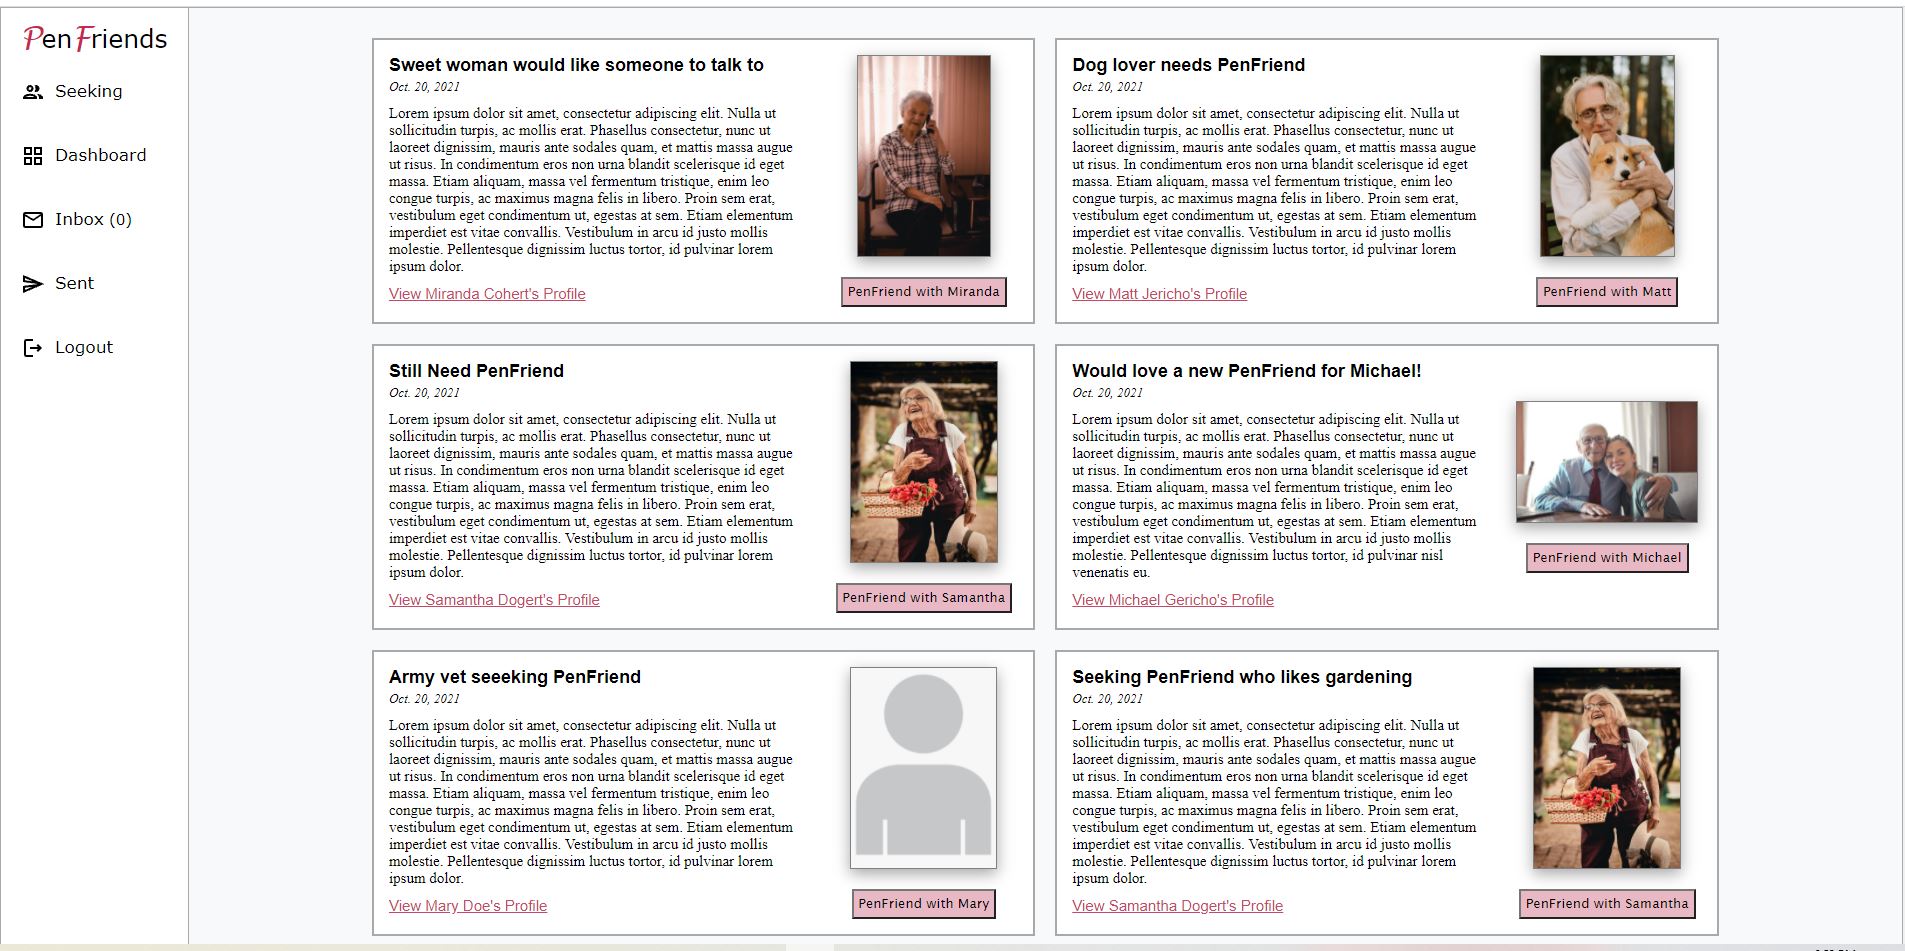 PenFriends
Seeking
Dashboard
Inbox (0)
Sent
Logout
Sweet woman would like someone to talk to
Oct. 20, 2021
Lorem ipsum dolor sit amet, consectetur adipiscing elit. Nulla ut
sollicitudin turpis, ac mollis erat. Phasellus consectetur, nunc ut
laoreet dignissim, mauris ante sodales quam, et mattis massa augue
ut risus. In condimentum eros non urna blandit scelerisque id eget
massa. Etiam aliquam, massa vel fermentum tristique, enim leo
congue turpis, ac maximus magna felis in libero. Proin sem erat,
vestibulum eget condimentum ut, egestas at sem. Etiam elementum
imperdiet est vitae convallis. Vestibulum in arcu id justo mollis
molestie. Pellentesque dignissim luctus tortor, id pulvinar lorem
ipsum dolor.
View Miranda Cohert's Profile
PenFriend with Miranda
Dog lover needs PenFriend
Oct. 20, 2021
Lorem ipsum dolor sit amet, consectetur adipiscing elit. Nulla ut
sollicitudin turpis, ac mollis erat. Phasellus consectetur, nunc ut
laoreet dignissim, mauris ante sodales quam, et mattis massa augue
ut risus. In condimentum eros non urna blandit scelerisque id eget
massa. Etiam aliquam, massa vel fermentum tristique, enim leo
congue turpis, ac maximus magna felis in libero. Proin sem erat,
vestibulum eget condimentum ut, egestas at sem. Etiam elementum
imperdiet est vitae convallis. Vestibulum in arcu id justo mollis
molestie. Pellentesque dignissim luctus tortor, id pulvinar lorem
ipsum dolor.
View Matt Jericho's Profile
PenFriend with Matt
Still Need PenFriend
Oct. 20, 2021
Lorem ipsum dolor sit amet, consectetur adipiscing elit. Nulla ut
sollicitudin turpis, ac mollis erat. Phasellus consectetur, nunc ut
laoreet dignissim, mauris ante sodales quam, et mattis massa augue
ut risus. In condimentum eros non urna blandit scelerisque id eget
massa. Etiam aliquam, massa vel fermentum tristique, enim leo
congue turpis, ac maximus magna felis in libero. Proin sem erat,
vestibulum eget condimentum ut, egestas at sem. Etiam elementum
imperdiet est vitae convallis. Vestibulum in arcu id justo mollis
molestie. Pellentesque dignissim luctus tortor, id pulvinar lorem
ipsum dolor.
View Samantha Dogert's Profile
PenFriend with Samantha
Would love a new PenFriend for Michael!
Oct. 20, 2021
Lorem ipsum dolor sit amet, consectetur adipiscing elit. Nulla ut
sollicitudin turpis, ac mollis erat. Phasellus consectetur, nunc ut
laoreet dignissim, mauris ante sodales quam, et mattis massa augue
ut risus. In condimentum eros non urna blandit scelerisque id eget
massa. Etiam aliquam, massa vel fermentum tristique, enim leo
congue turpis, ac maximus magna felis in libero. Proin sem erat,
vestibulum eget condimentum ut, egestas at sem. Etiam elementum
imperdiet est vitae convallis. Vestibulum in arcu id justo mollis
molestie. Pellentesque dignissim luctus tortor, id pulvinar nisl
venenatis eu.
View Michael Gericho's Profile
PenFriend with Michael
Army vet seeeking PenFriend
Oct. 20, 2021
Lorem ipsum dolor sit amet, consectetur adipiscing elit. Nulla ut
sollicitudin turpis, ac mollis erat. Phasellus consectetur, nunc ut
laoreet dignissim, mauris ante sodales quam, et mattis massa augue
ut risus. In condimentum eros non urna blandit scelerisque id eget
massa. Etiam aliquam, massa vel fermentum tristique, enim leo
congue turpis, ac maximus magna felis in libero. Proin sem erat,
vestibulum eget condimentum ut, egestas at sem. Etiam elementum
imperdiet est vitae convallis. Vestibulum in arcu id justo mollis
molestie. Pellentesque dignissim luctus tortor, id pulvinar lorem
ipsum dolor.
View Mary Doe's Profile
PenFriend with Mary
Seeking PenFriend who likes gardening
Oct. 20, 2021
Lorem ipsum dolor sit amet, consectetur adipiscing elit. Nulla ut
sollicitudin turpis, ac mollis erat. Phasellus consectetur, nunc ut
laoreet dignissim, mauris ante sodales quam, et mattis massa augue
ut risus. In condimentum eros non urna blandit scelerisque id eget
massa. Etiam aliquam, massa vel fermentum tristique, enim leo
congue turpis, ac maximus magna felis in libero. Proin sem erat,
vestibulum eget condimentum ut, egestas at sem. Etiam elementum
imperdiet est vitae convallis. Vestibulum in arcu id justo mollis
molestie. Pellentesque dignissim luctus tortor, id pulvinar lorem
ipsum dolor.
View Samantha Dogert's Profile
PenFriend with Samantha